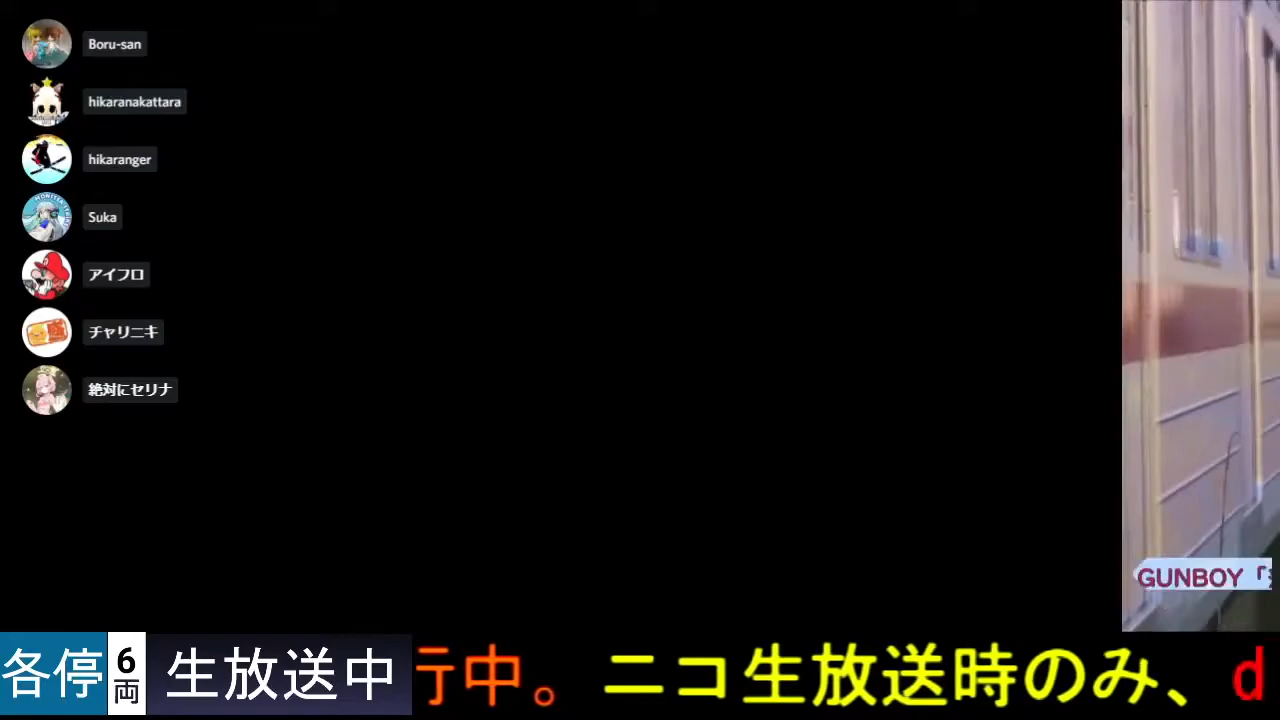 Boru-san
hikaranakattara
hikaranger
Suka
アイフロ
チャリニキ
絶対にセリナ
GUNBOY「
各停 6両 生放送中 行中。 ニコ生放送時のみ、 d